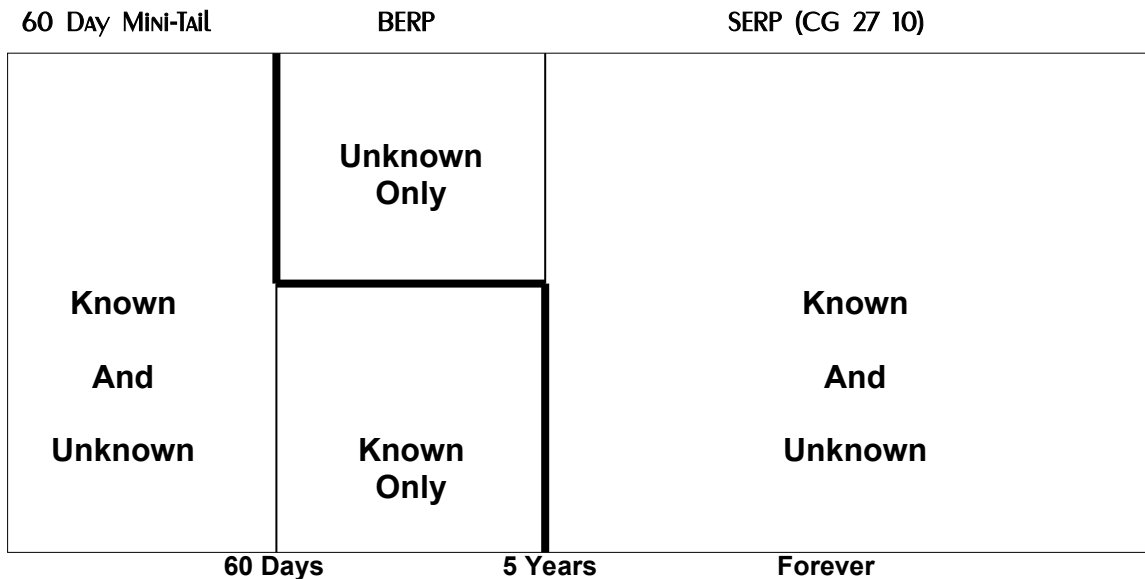 60 Day Mini-Tail
BERP
SERP (CG 27 10)
Unknown
Only
Known
And
Unknown
Known
Only
Known
And
Unknown
60 Days
5 Years
Forever